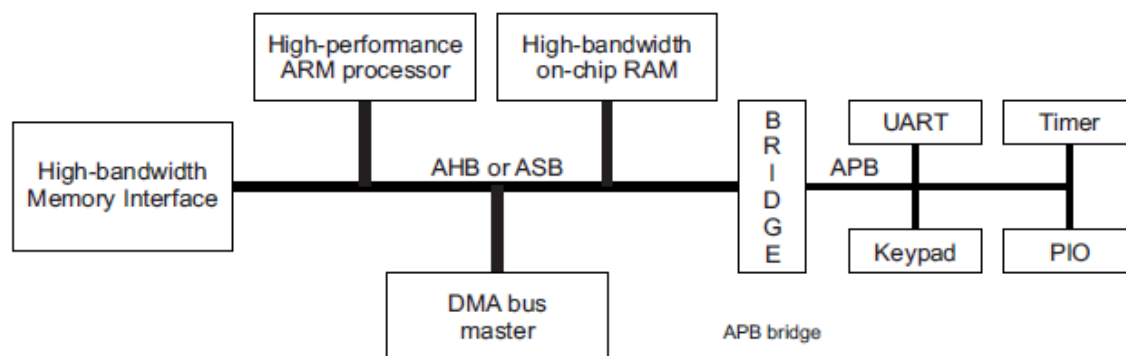 High-performance
ARM processor
High-bandwidth
on-chip RAM
High-bandwidth
Memory Interface
AHB or ASB
B
R
I
D
G
E
APB
UART
Timer
Keypad
PIO
DMA bus
master
APB bridge